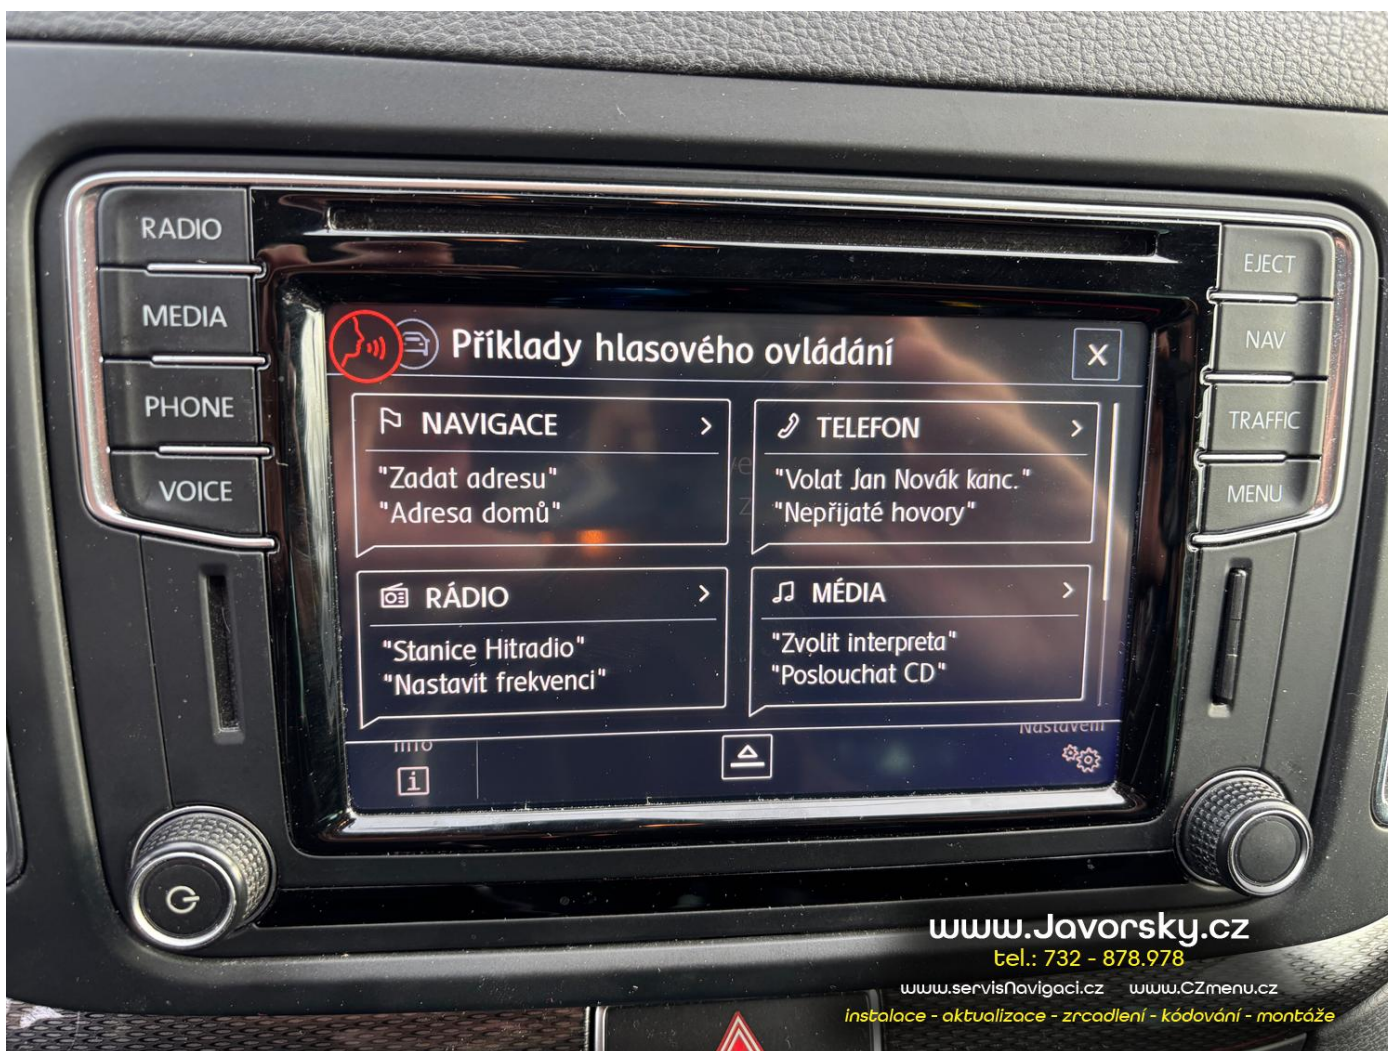 RADIO
MEDIA
PHONE
VOICE
EJECT
NAV
TRAFFIC
MENU
Příklady hlasového ovládání
X
NAVIGACE
"Zadat adresu"
"Adresa domů"
TELEFON
"Volat Jan Novák kanc."
"Nepřijaté hovory"
RÁDIO
"Stanice Hitradio"
"Nastavit frekvenci"
MÉDIA
"Zvolit interpreta"
"Poslouchat CD"
Info
i
Nastavení
www.Javorsky.cz
tel.: 732 - 878.978
www.servisNavigaci.cz www.CZmenu.cz
instalace - aktualizace - zrcadlení - kódování - montáže